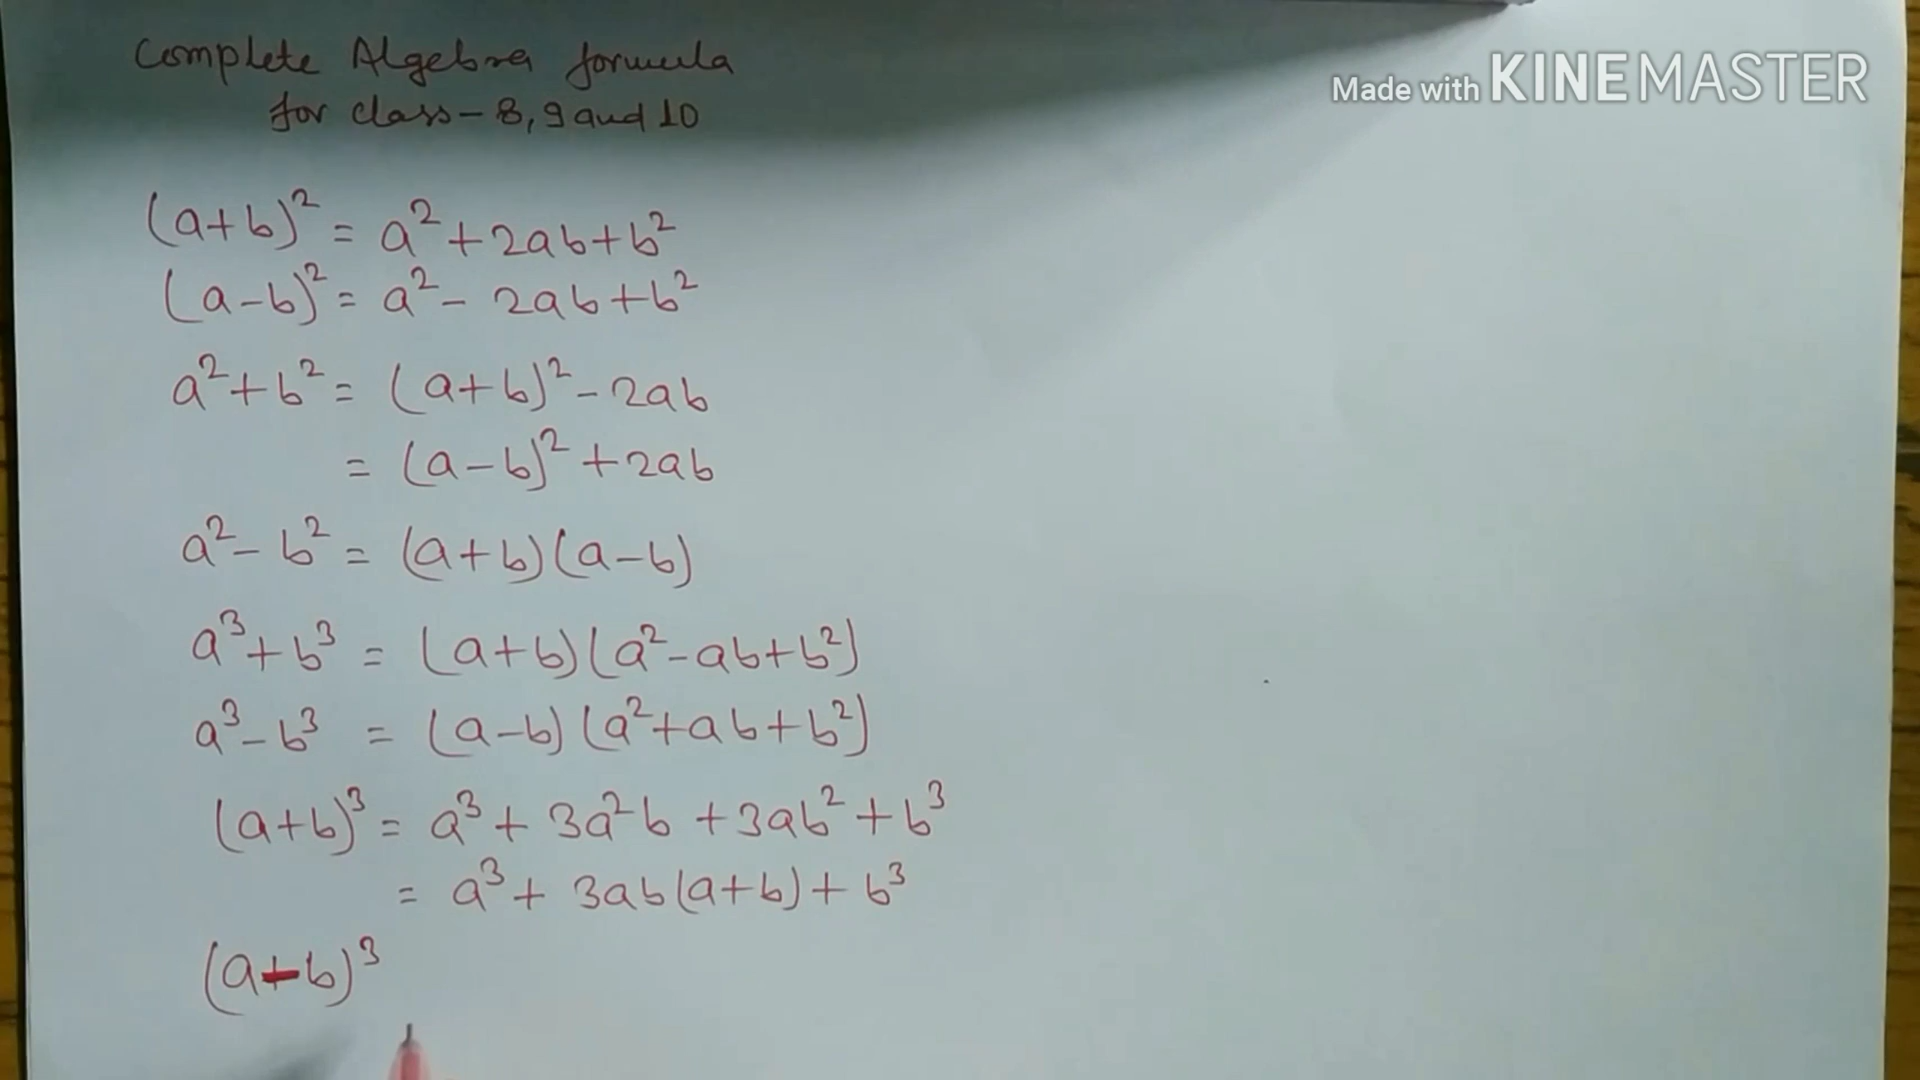 Complete Algebra formula
for class-8, 9 and 10
Made with KINEMASTER
(a+b)² = a²+2ab+b²
(a-b)² = a²- 2ab+b²
a²+b² = (a+b)²-2ab
= (a-b)²+2ab
a²-b² = (a+b)(a-b)
a³+b³ = (a+b)(a²-ab+b²)
a³-b³ = (a-b)(a²+ab+b²)
(a+b)³ = a³+ 3a²b +3ab²+b³
= a³+ 3ab(a+b)+ b³
(a-b)³